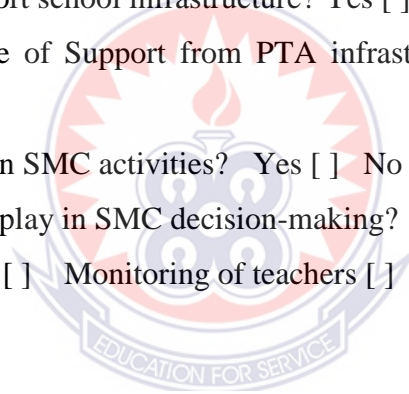 ort school infrastructure? Yes [ ]
e of Support from PTA infrast
n SMC activities? Yes [ ] No
play in SMC decision-making?
[ ] Monitoring of teachers [ ]
EDUCATION FOR SERVICE